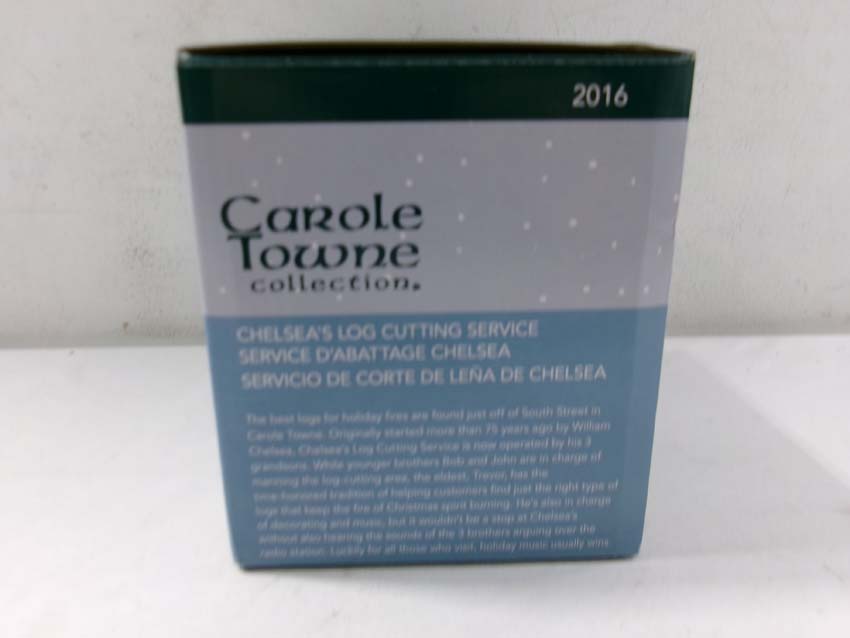 2016
Carole
Towne
collection.
CHELSEA'S LOG CUTTING SERVICE
SERVICE D'ABATTAGE CHELSEA
SERVICIO DE CORTE DE LEÑA DE CHELSEA
The best logs for holiday fires are found just off of South Street in
Carole Towne. Originally started more than 75 years ago by William
Chelsea, Chelsea's Log Cutting Service is now operated by his 3
grandsons. While younger brothers Bob and John are in charge of
manning the log cutting area, the eldest, Trevor, has the
time-honored tradition of helping customers find just the right type of
logs that keep the fire of Christmas spirit burning. He's also in charge
of decorating and music, but it wouldn't be a stop at Chelsea's
without also hearing the sounds of the 3 brothers arguing over the
radio station. Luckily for all those who visit, holiday music usually wins